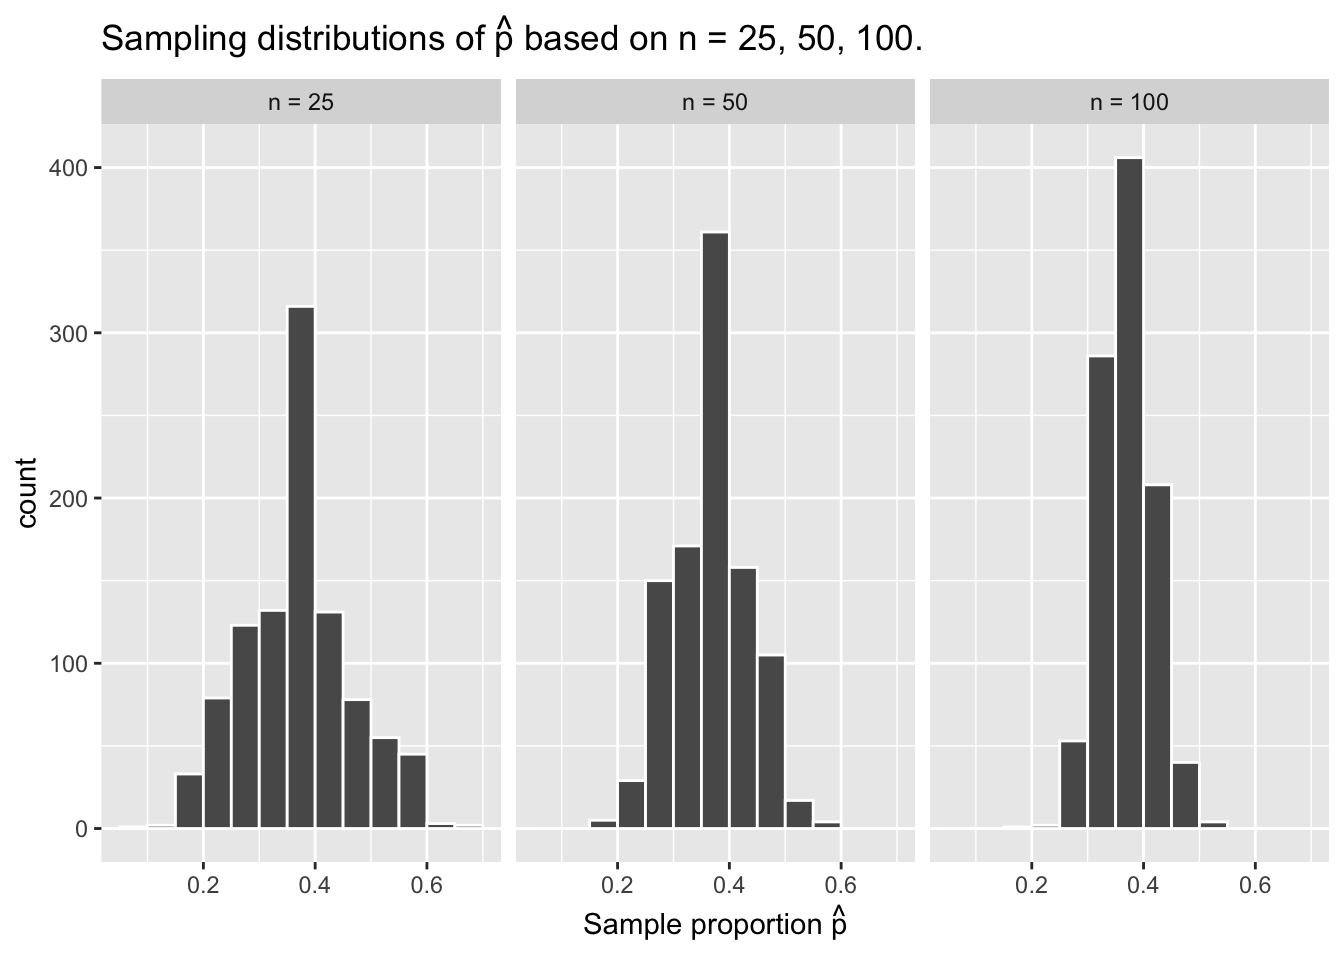 Sampling distributions of p̂ based on n = 25, 50, 100.
n = 25
n = 50
n = 100
400
300
200
100
0
count
0.2 0.4 0.6
0.2 0.4 0.6
0.2 0.4 0.6
Sample proportion p̂